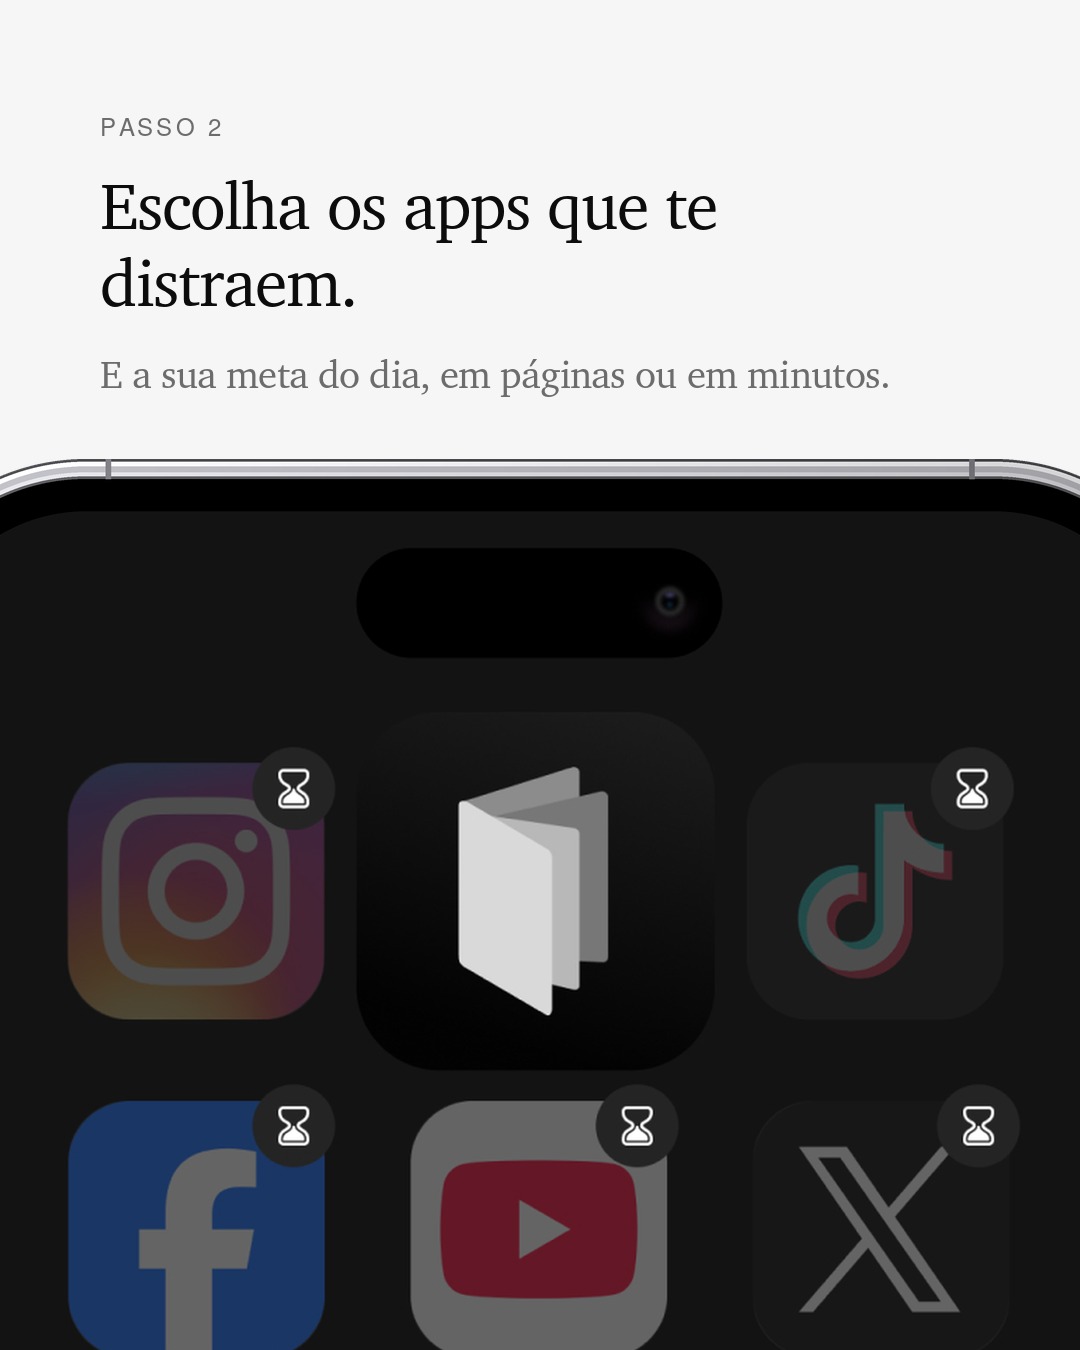 PASSO 2
Escolha os apps que te
distraem.
E a sua meta do dia, em páginas ou em minutos.